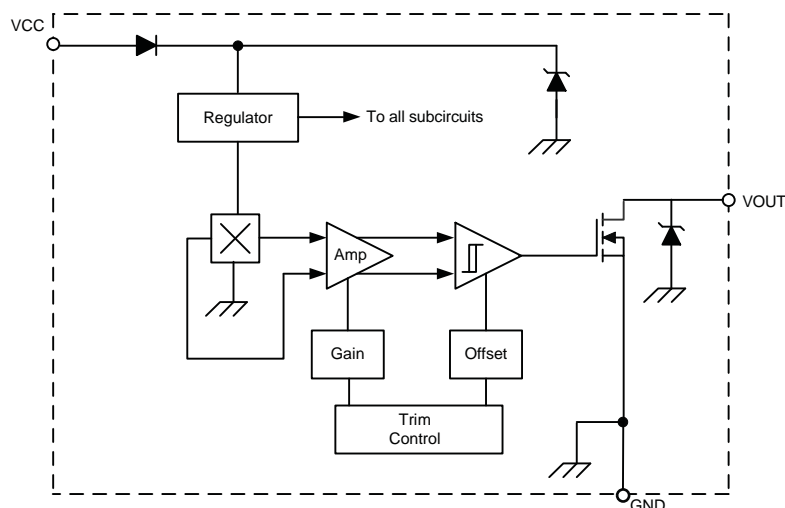 VCC
Regulator
To all subcircuits
VOUT
Amp
Gain
Offset
Trim
Control
GND